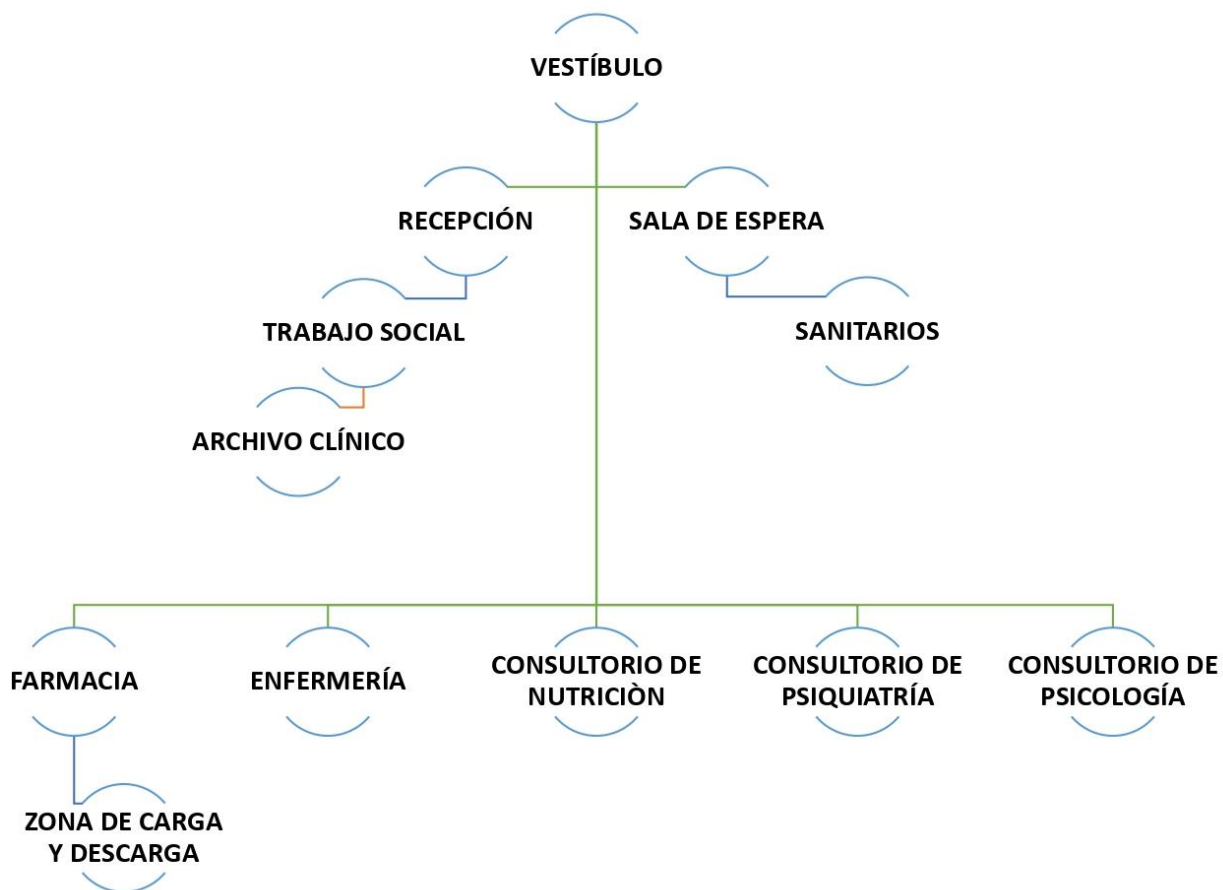 VESTÍBULO
RECEPCIÓN
SALA DE ESPERA
TRABAJO SOCIAL
SANITARIOS
ARCHIVO CLÍNICO
FARMACIA
ENFERMERÍA
CONSULTORIO DE
NUTRICIÒN
CONSULTORIO DE
PSIQUIATRÍA
CONSULTORIO DE
PSICOLOGÍA
ZONA DE CARGA
Y DESCARGA